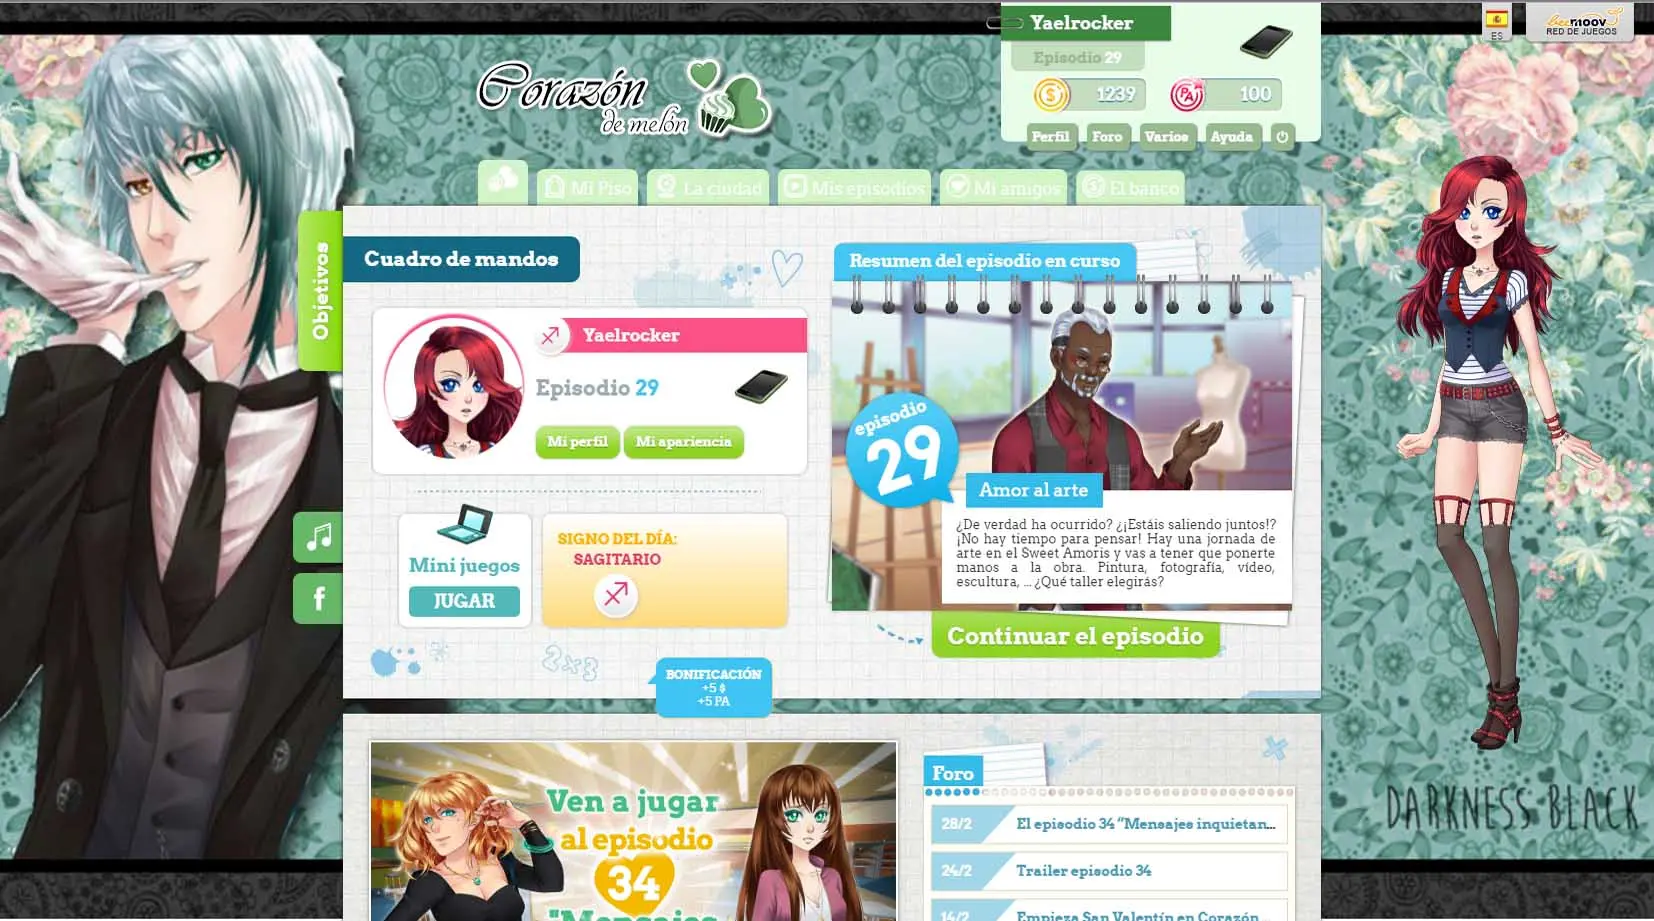 Yaelrocker
Episodio 29
1239
PA
100
Perfil
Foro
Varios
Ayuda
ES
beemoov
RED DE JUEGOS
Corazón
de melón
Mi Piso
La ciudad
Mis episodios
Mi amigos
El banco
Objetivos
Cuadro de mandos
Yaelrocker
Episodio 29
Mi perfil
Mi apariencia
Mini juegos
JUGAR
SIGNO DEL DÍA:
SAGITARIO
2x3
BONIFICACIÓN
+5 $
+5 PA
Resumen del episodio en curso
episodio
29
Amor al arte
¿De verdad ha ocurrido? ¿¡Estáis saliendo juntos!?
¡No hay tiempo para pensar! Hay una jornada de
arte en el Sweet Amoris y vas a tener que ponerte
manos a la obra. Pintura, fotografía, vídeo,
escultura, ... ¿Qué taller elegirás?
Continuar el episodio
Ven a jugar
al episodio
34
"Mensajes
Foro
28/2
El episodio 34 "Mensajes inquietan...
24/2
Trailer episodio 34
14/2
Empieza San Valentín en Corazón...
DARKNESS BLACK